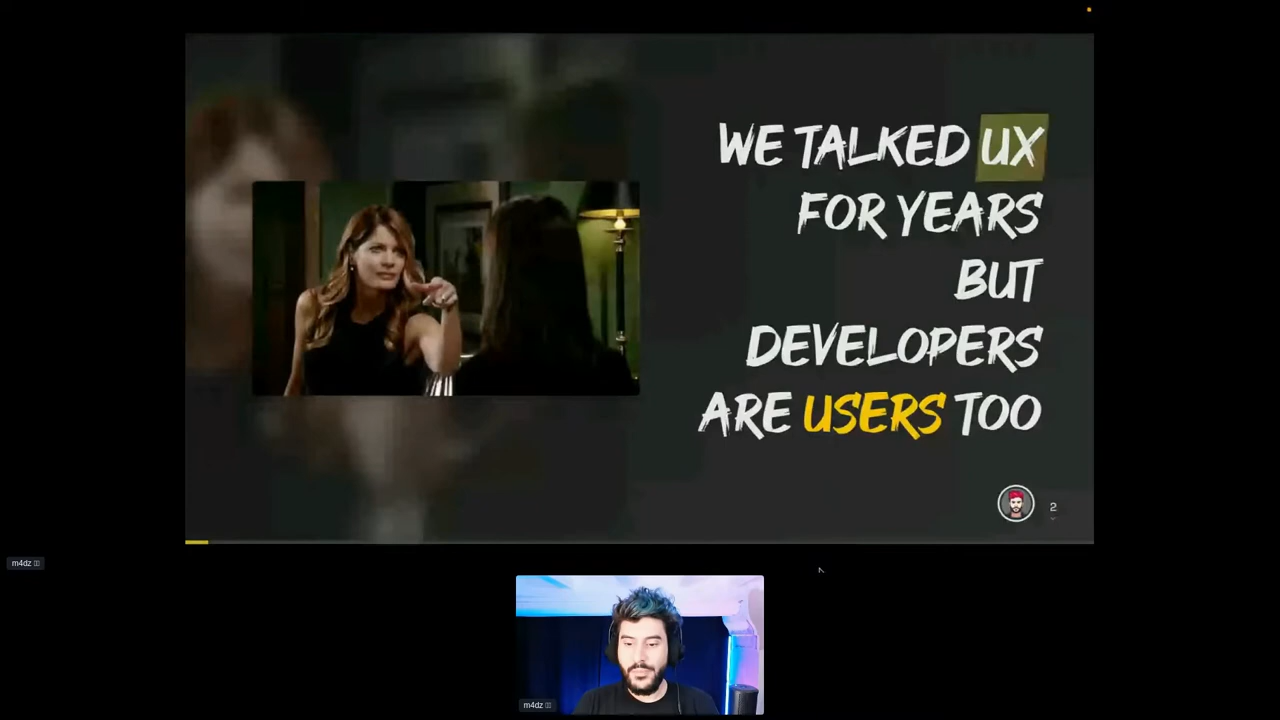 WE TALKED UX
FOR YEARS
BUT
DEVELOPERS
ARE USERS TOO
2
m4dz
m4dz